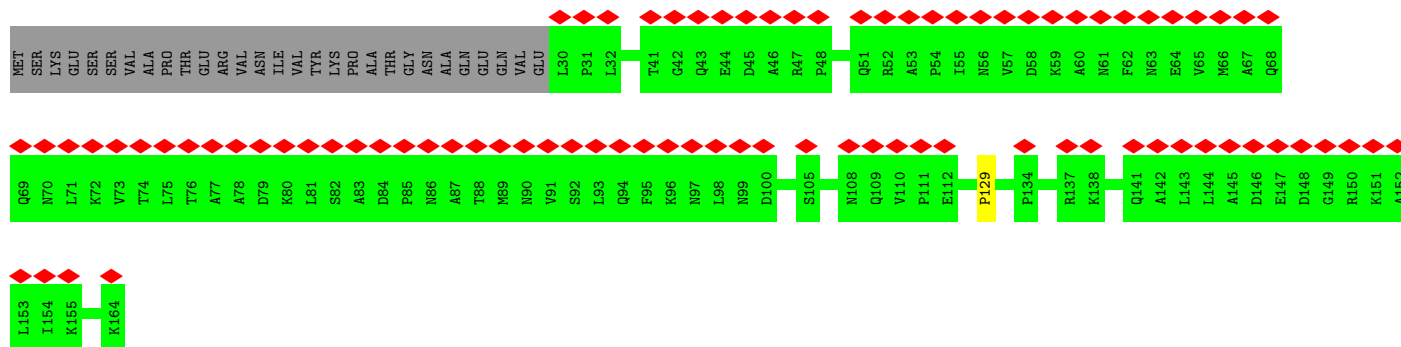 MET SER LYS GLU SER SER VAL ALA PRO THR GLU ARG VAL ASN ILE VAL TYR LYS PRO ALA THR GLY ASN ALA GLN GLU GLN VAL GLU L30 P31 L32 T41 G42 Q43 E44 D45 A46 R47 P48 Q51 R52 A53 P54 I55 N56 V57 D58 K59 A60 N61 F62 N63 E64 V65 M66 A67 Q68
Q69 N70 L71 K72 V73 T74 L75 T76 A77 A78 D79 K80 L81 S82 A83 D84 P85 N86 A87 T88 M89 N90 V91 S92 L93 Q94 F95 K96 N97 L98 N99 D100 S105 N108 Q109 V110 P111 E112 P129 P134 R137 K138 Q141 A142 L143 L144 A145 D146 E147 D148 G149 R150 K151 A152
L153 I154 K155 K164